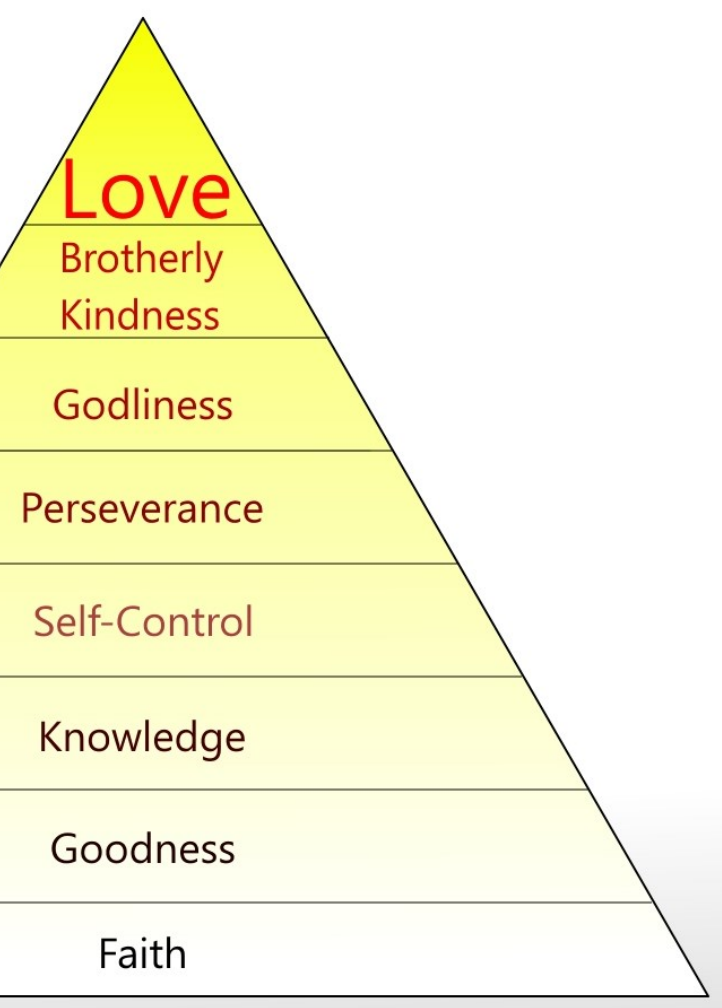 Love
Brotherly
Kindness
Godliness
Perseverance
Self-Control
Knowledge
Goodness
Faith